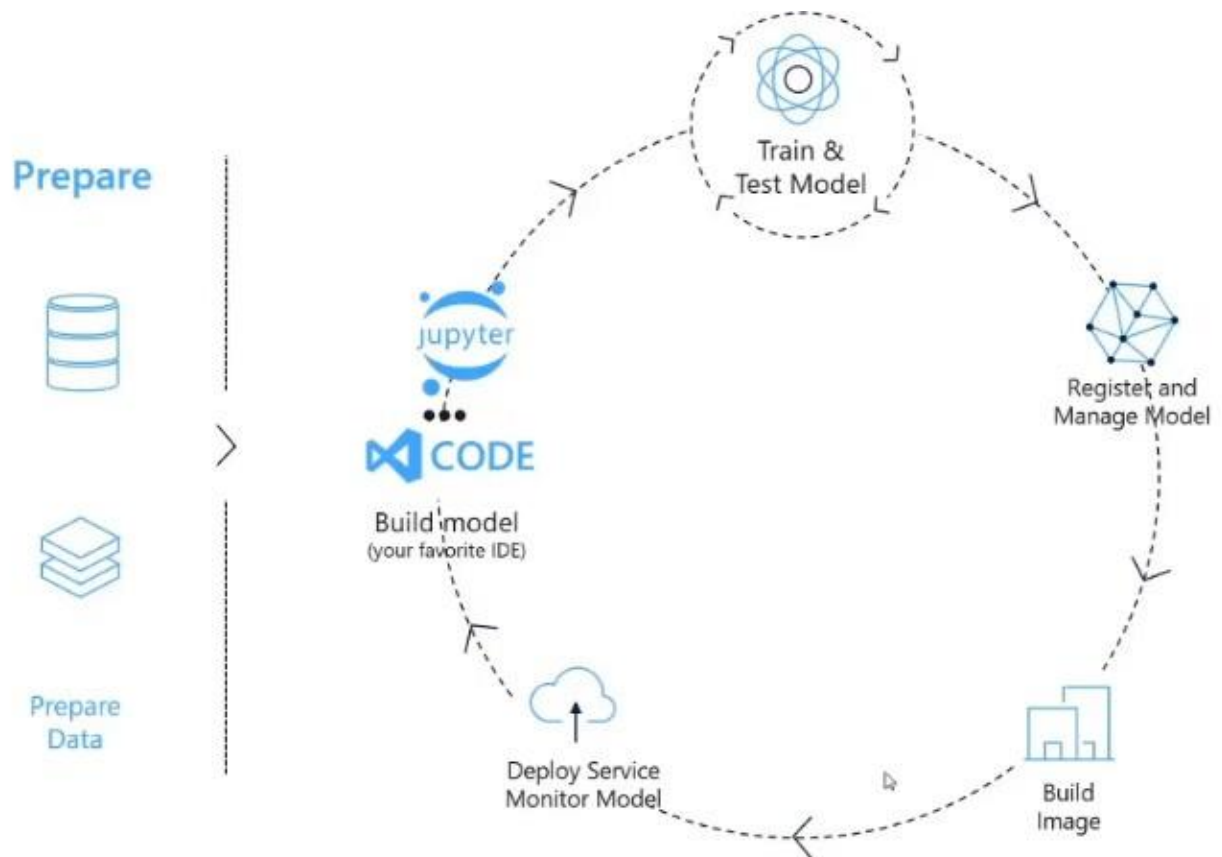 Prepare
Prepare
Data
jupyter
CODE
Build model
(your favorite IDE)
Train &
Test Model
Register and
Manage Model
Build
Image
Deploy Service
Monitor Model